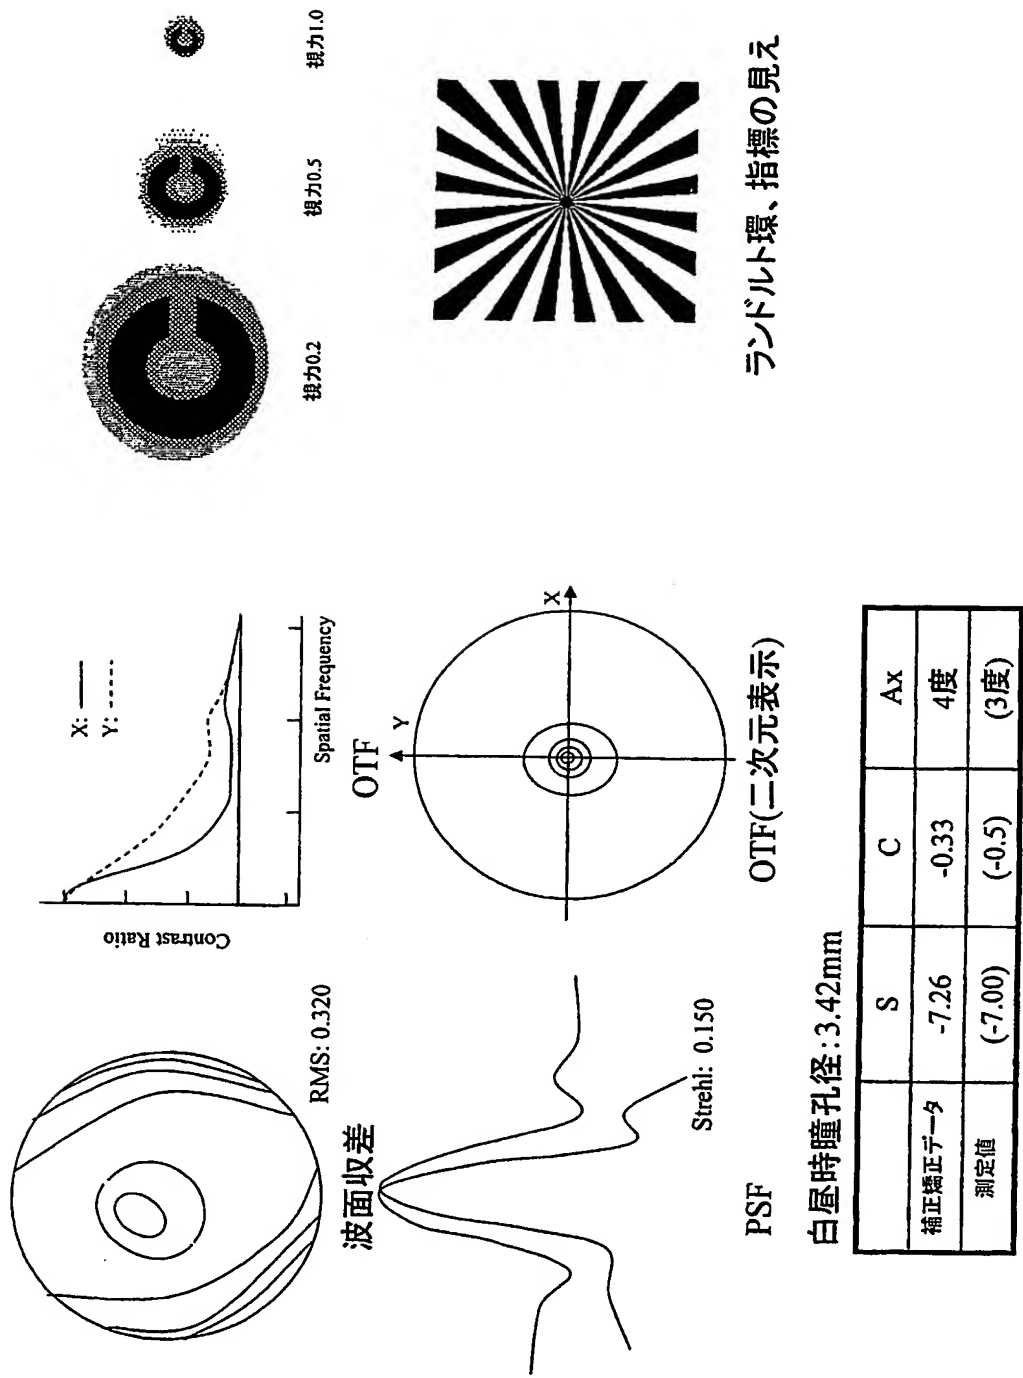 RMS: 0.320
波面収差
Contrast Ratio
X:
Y:
Spatial Frequency
OTF
視力0.2
視力0.5
視力1.0
Strehl: 0.150
PSF
Y
X
OTF(二次元表示)
ランドルト環、指標の見え
白昼時瞳孔径:3.42mm
S C Ax
補正矯正データ -7.26 -0.33 4度
測定値 (-7.00) (-0.5) (3度)